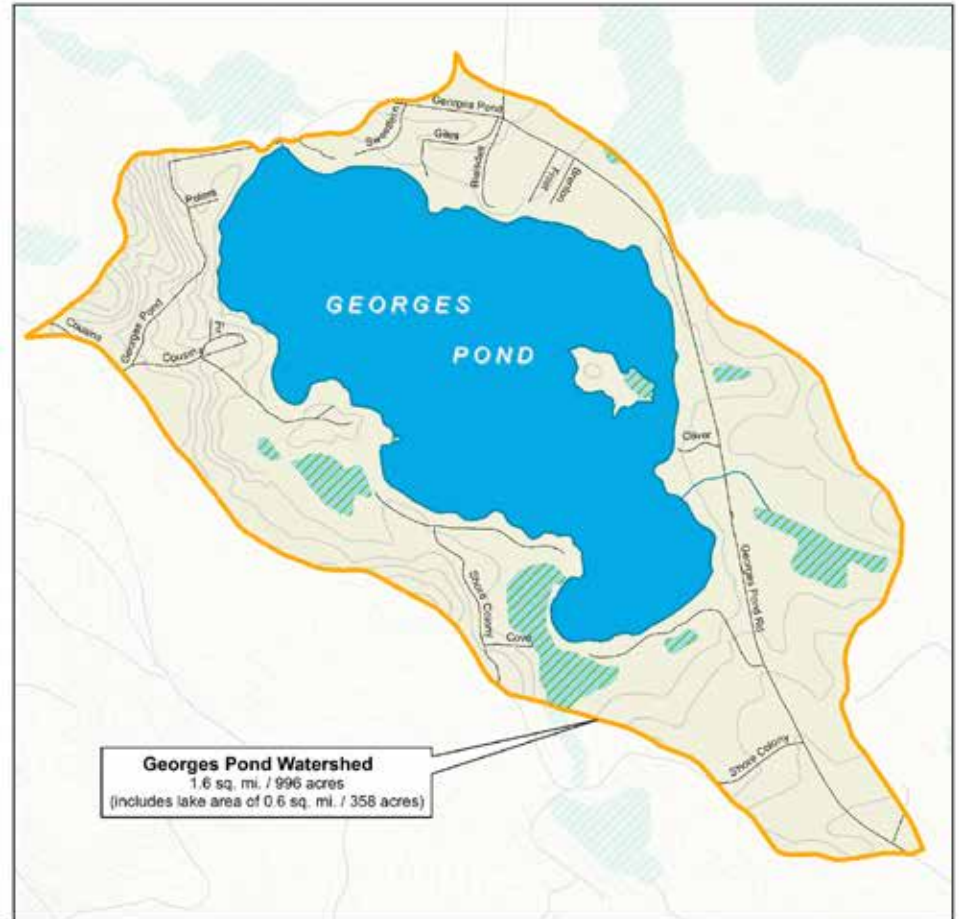 Georges Pond
Sweetfern
Giles
Blaisdell
Frost
Brenton
Patons
GEORGES
POND
Cousins
Georges Pond
Cousins
Oliver
Georges Pond Rd
Shore Colony
Cove
Shore Colony
Georges Pond Watershed
1.6 sq. mi. / 996 acres
(includes lake area of 0.6 sq. mi. / 358 acres)